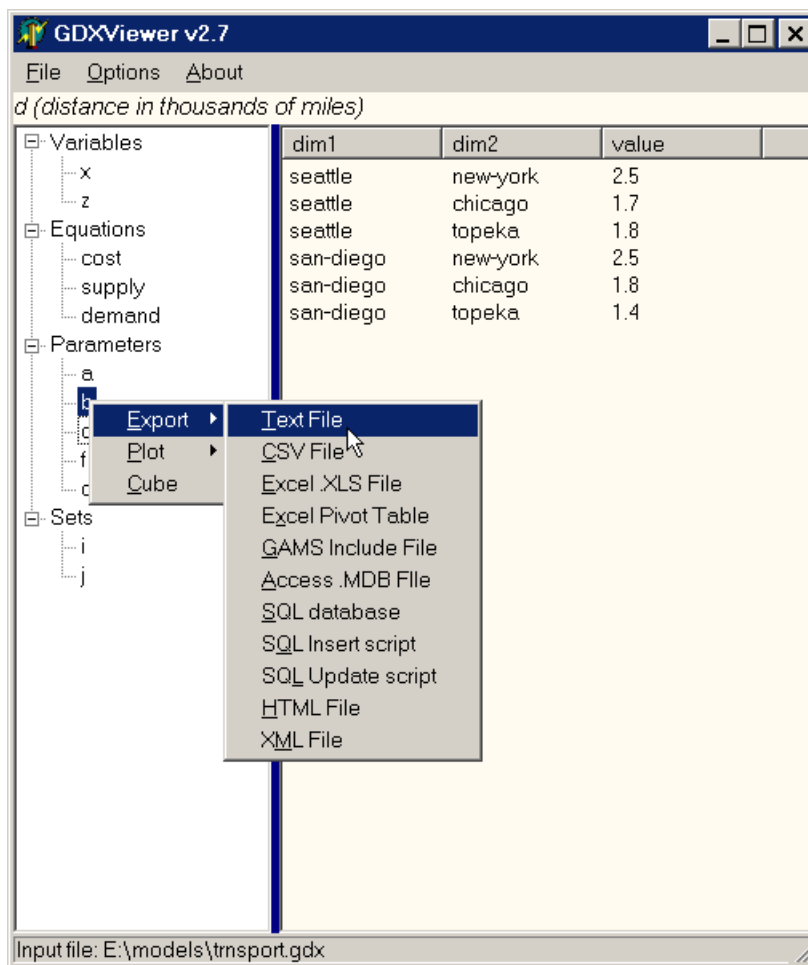 GDXViewer v2.7
File Options About
d (distance in thousands of miles)
Variables
x
z
Equations
cost
supply
demand
Parameters
a
b
f
Sets
i
j
dim1 dim2 value
seattle new-york 2.5
seattle chicago 1.7
seattle topeka 1.8
san-diego new-york 2.5
san-diego chicago 1.8
san-diego topeka 1.4
Export
Plot
Cube
Text File
CSV File
Excel .XLS File
Excel Pivot Table
GAMS Include File
Access .MDB FIle
SQL database
SQL Insert script
SQL Update script
HTML File
XML File
Input file: E:\models\trnsport.gdx